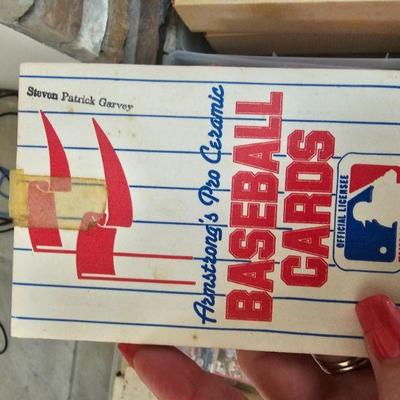 Steven Patrick Garvey
Armstrong's Pro Ceramic
BASEBALL
CARDS
OFFICIAL LICENSEE